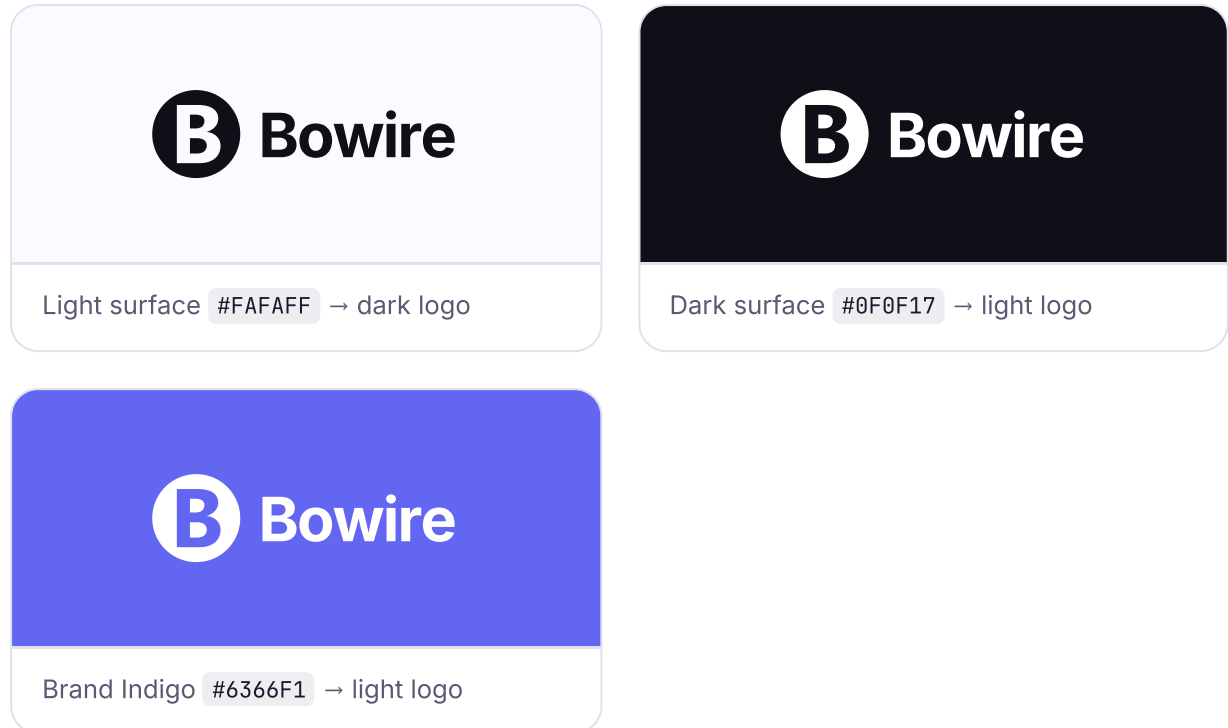 B Bowire
Light surface #FAFAFF → dark logo
B Bowire
Dark surface #0F0F17 → light logo
B Bowire
Brand Indigo #6366F1 → light logo